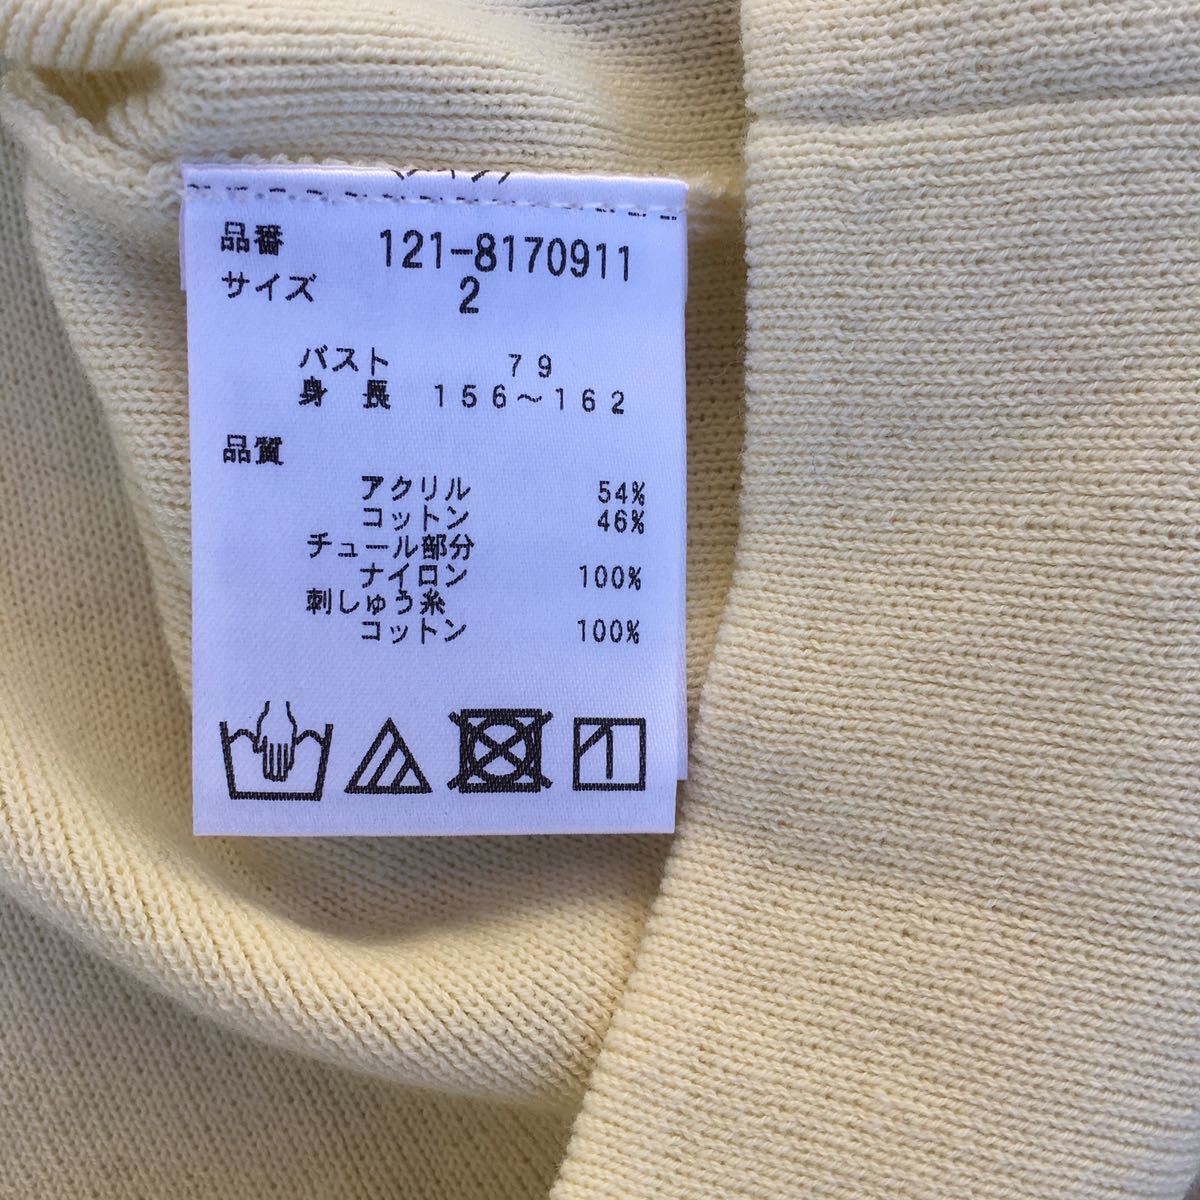 品番 121-8170911
サイズ 2
バスト 79
身長 156～162
品質
アクリル 54%
コットン 46%
チュール部分
ナイロン 100%
刺しゅう糸
コットン 100%